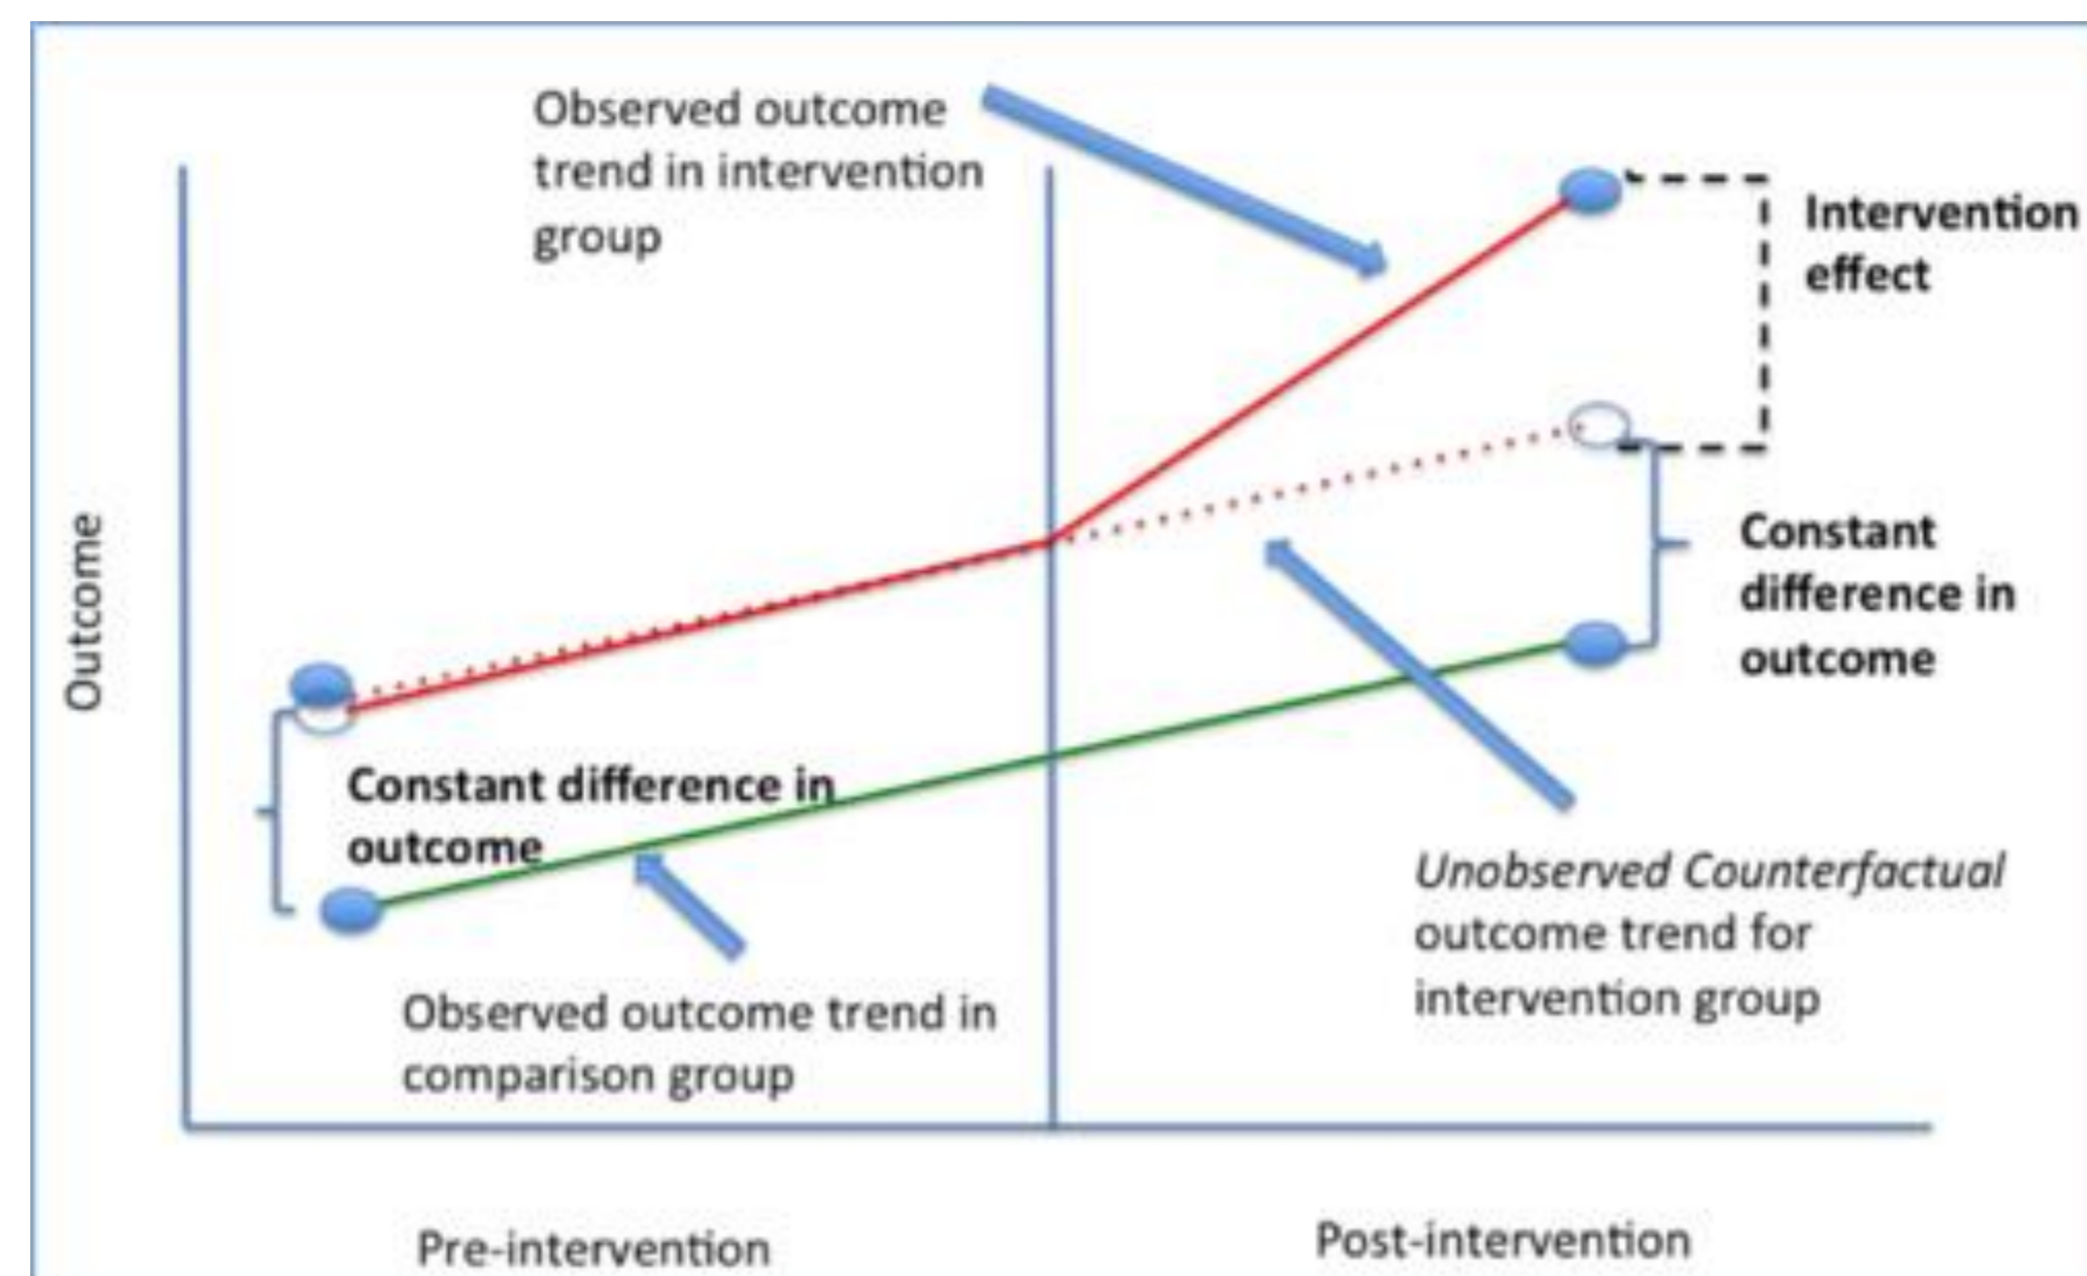 Observed outcome
trend in intervention
group
Intervention
effect
Outcome
Constant
difference in
outcome
Constant difference in
outcome
Unobserved Counterfactual
outcome trend for
intervention group
Observed outcome trend in
comparison group
Pre-intervention
Post-intervention